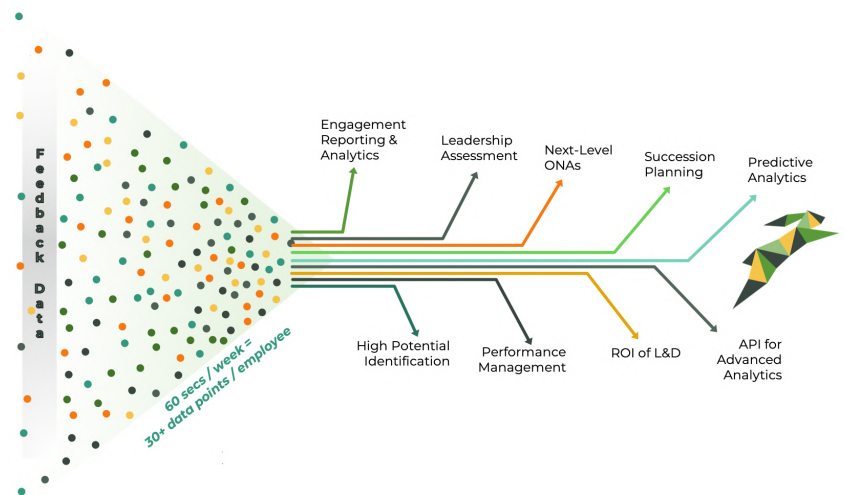 Feedback Data
60 secs / week =
30+ data points / employee
Engagement
Reporting &
Analytics
Leadership
Assessment
Next-Level
ONAs
Succession
Planning
Predictive
Analytics
High Potential
Identification
Performance
Management
ROI of L&D
API for
Advanced
Analytics